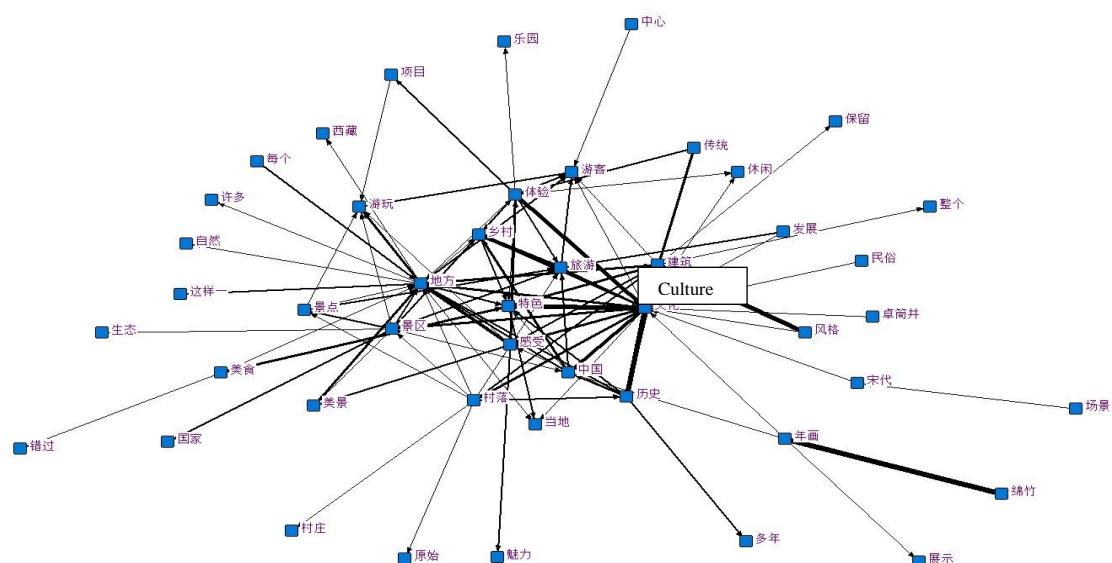 中心
乐园
项目
保留
西藏
传统
每个
游客
休闲
体验
许多
游玩
整个
发展
乡村
自然
民俗
旅游
建筑
地方
Culture
这样一
特色
景点
卓筒井
景区
风格
生态
感受
美食
中国
宋代
历史
村落
美景
场景
当地
年画
国家
错过
绵竹
村庄
多年
原始
魅力
展示